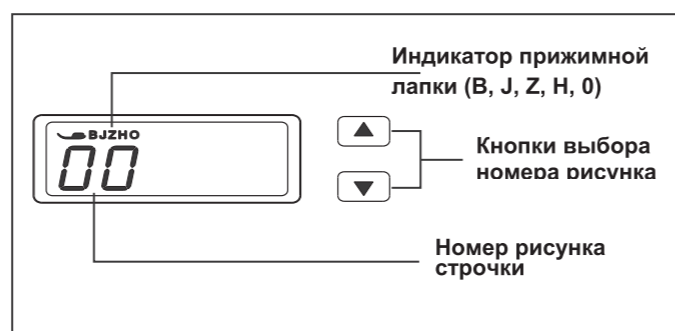 Индикатор прижимной
лапки (B, J, Z, H, 0)
BJZHO
00
Кнопки выбора
номера рисунка
Номер рисунка
строчки